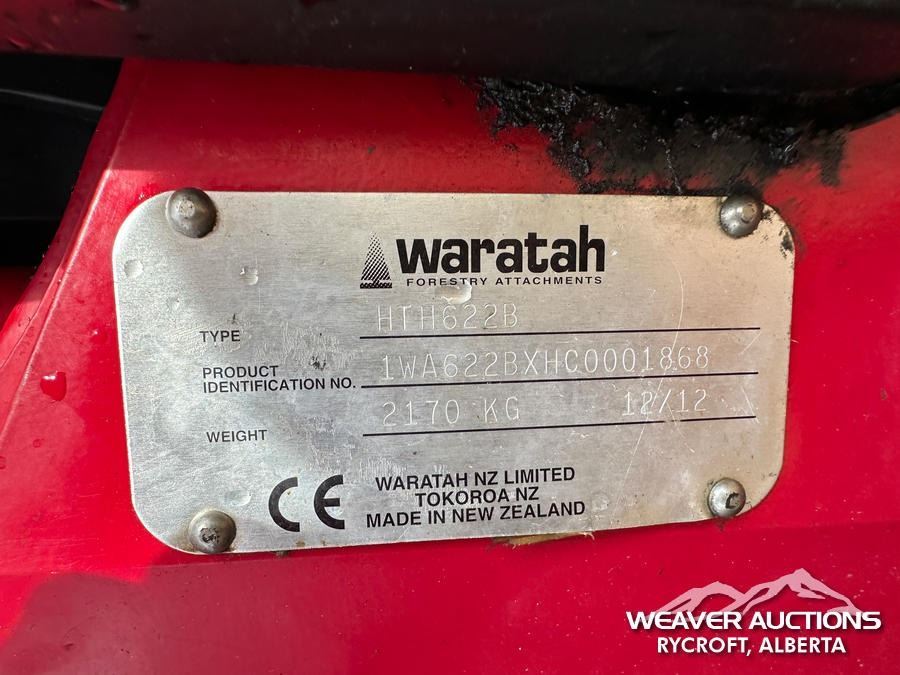 waratah
FORESTRY ATTACHMENTS
TYPE HTH622B
PRODUCT
IDENTIFICATION NO. 1WA622BXHC0001868
WEIGHT 2170 KG 12/12
CE
WARATAH NZ LIMITED
TOKOROA NZ
MADE IN NEW ZEALAND
WEAVER AUCTIONS
RYCROFT, ALBERTA